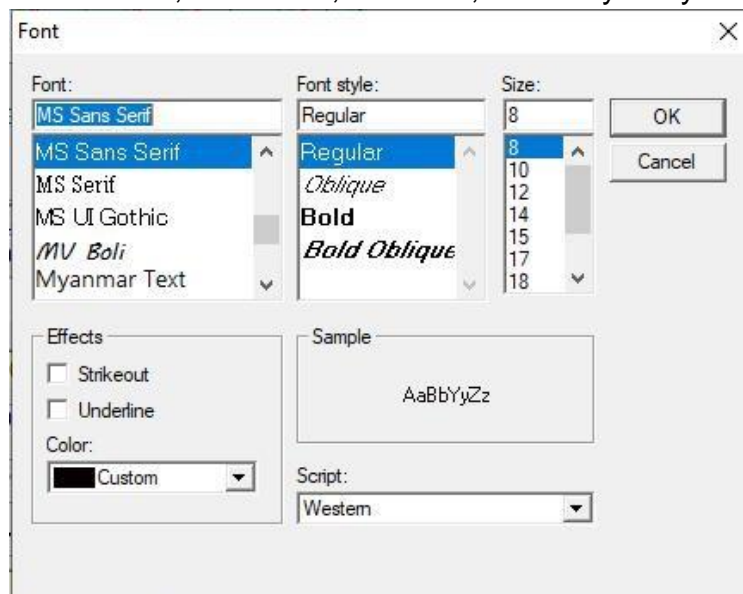 Font
Font:
MS Sans Serif
MS Sans Serif
MS Serif
MS UI Gothic
MV Boli
Myanmar Text
Font style:
Regular
Regular
Oblique
Bold
Bold Oblique
Size:
8
8
10
12
14
15
17
18
OK
Cancel
Effects
Strikeout
Underline
Color:
Custom
Sample
AaBbYyZz
Script:
Western